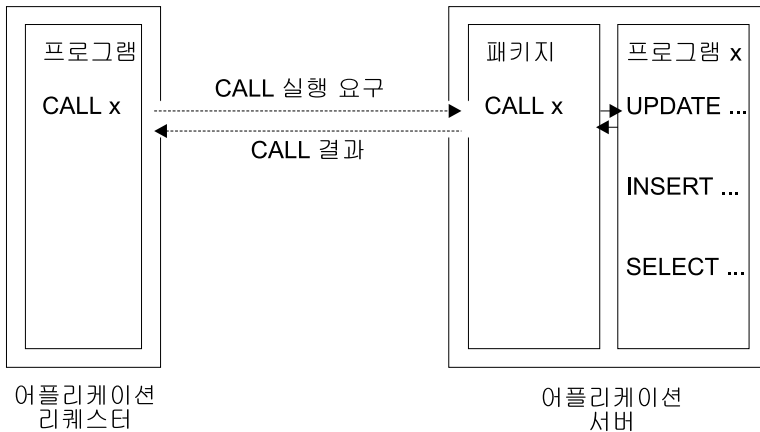 프로그램
CALL x
CALL 실행 요구
CALL 결과
패키지
CALL x
프로그램 x
UPDATE ...
INSERT ...
SELECT ...
어플리케이션
리퀘스터
어플리케이션
서버